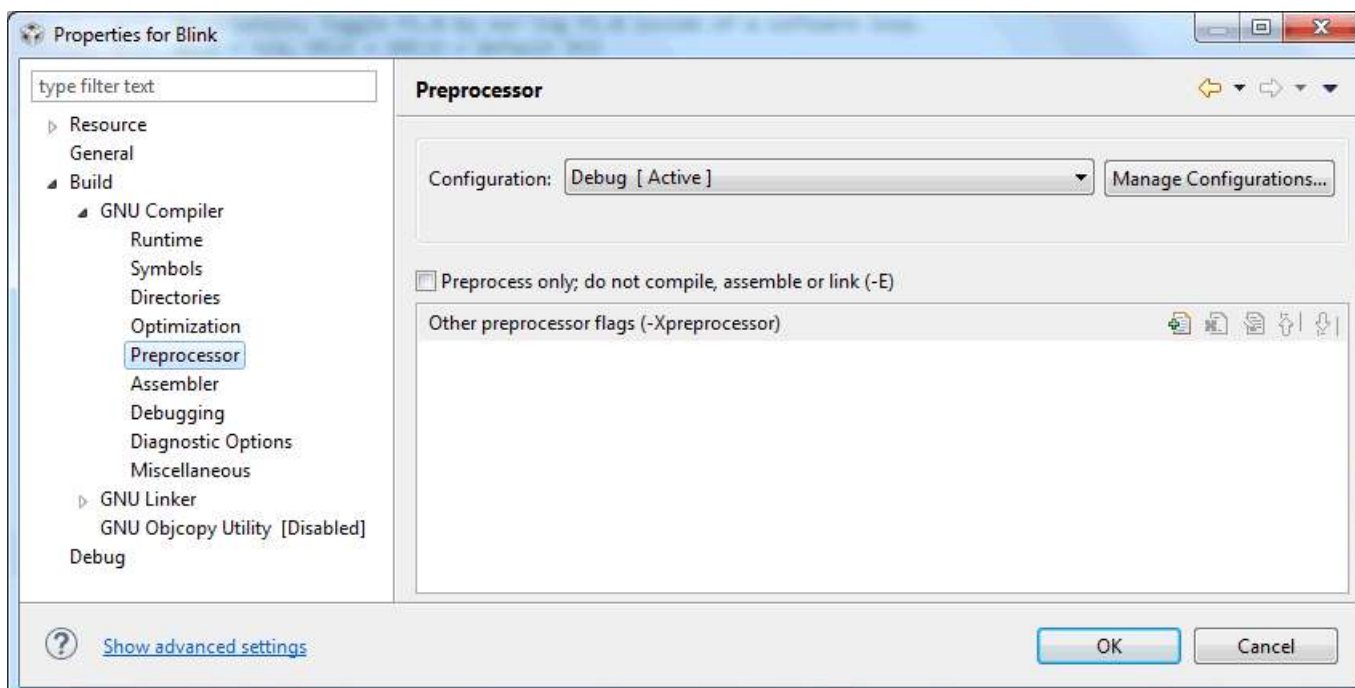 Properties for Blink
type filter text
Preprocessor
Resource
General
Build
GNU Compiler
Runtime
Symbols
Directories
Optimization
Preprocessor
Assembler
Debugging
Diagnostic Options
Miscellaneous
GNU Linker
GNU Objcopy Utility [Disabled]
Debug
Configuration: Debug [ Active ] Manage Configurations...
Preprocess only; do not compile, assemble or link (-E)
Other preprocessor flags (-Xpreprocessor)
Show advanced settings
OK Cancel